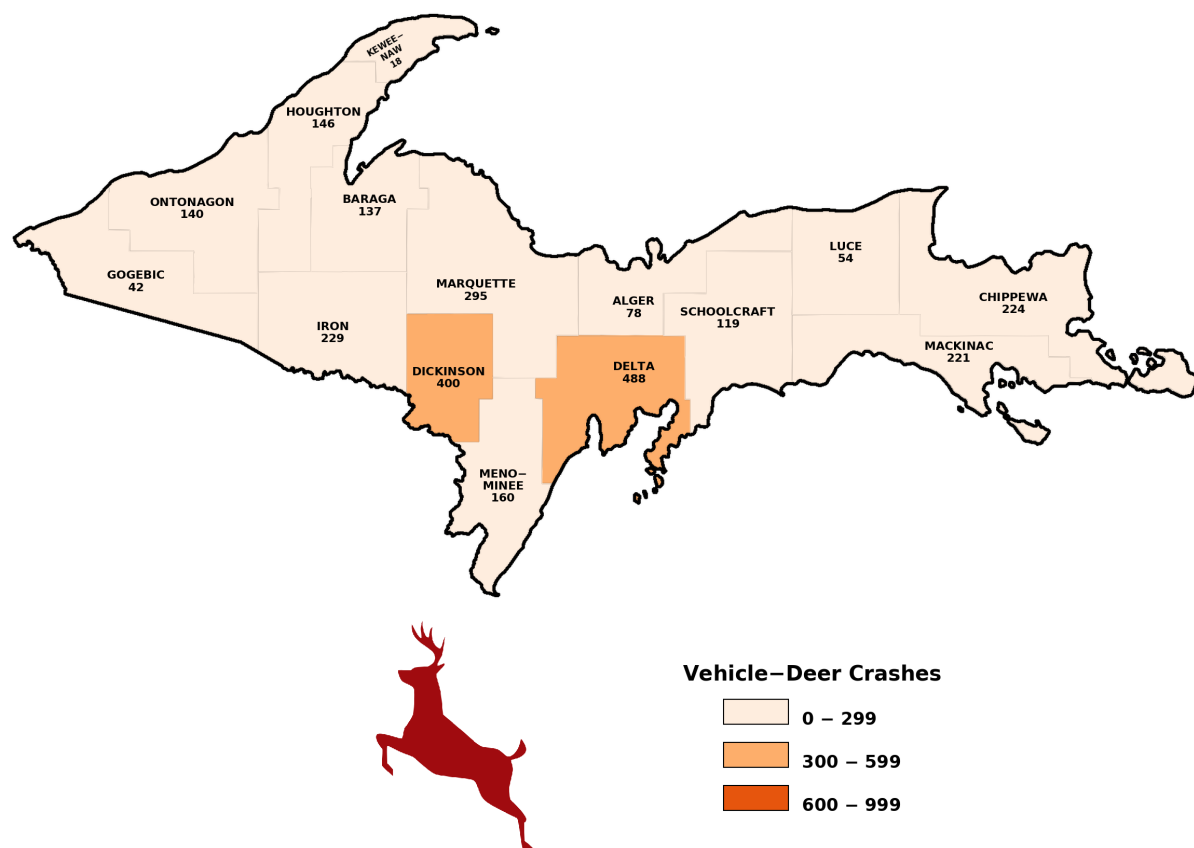 KEWEE−
NAW
18
HOUGHTON
146
ONTONAGON
140
BARAGA
137
GOGEBIC
42
MARQUETTE
295
IRON
229
DICKINSON
400
ALGER
78
SCHOOLCRAFT
119
LUCE
54
CHIPPEWA
224
MACKINAC
221
DELTA
488
MENO−
MINEE
160
Vehicle−Deer Crashes
0 − 299
300 − 599
600 − 999